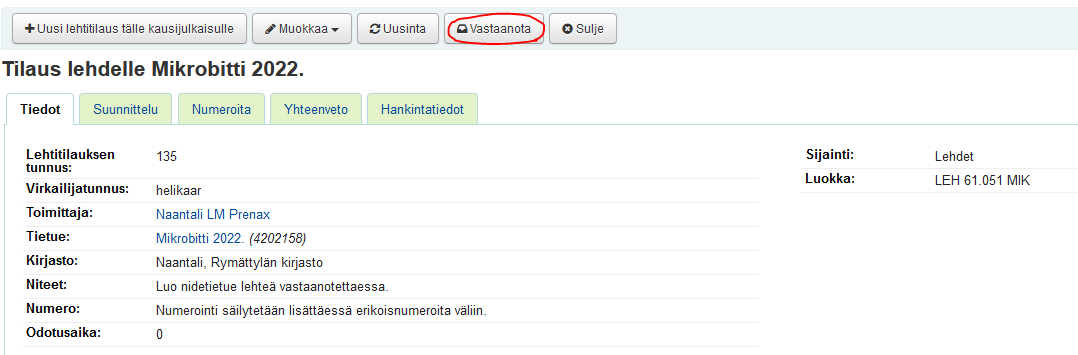 Uusi lehtitilaus tälle kausijulkaisulle Muokkaa Uusinta Vastaanota Sulje
Tilaus lehdelle Mikrobitti 2022.
Tiedot Suunnittelu Numeroita Yhteenveto Hankintatiedot
Lehtitilauksen tunnus: 135
Virkailijatunnus: helikaar
Toimittaja: Naantali LM Prenax
Tietue: Mikrobitti 2022. (4202158)
Kirjasto: Naantali, Rymättylän kirjasto
Niteet: Luo nidetietue lehteä vastaanotettaessa.
Numero: Numerointi säilytetään lisättäessä erikoisnumeroita väliin.
Odotusaika: 0
Sijainti: Lehdet
Luokka: LEH 61.051 MIK